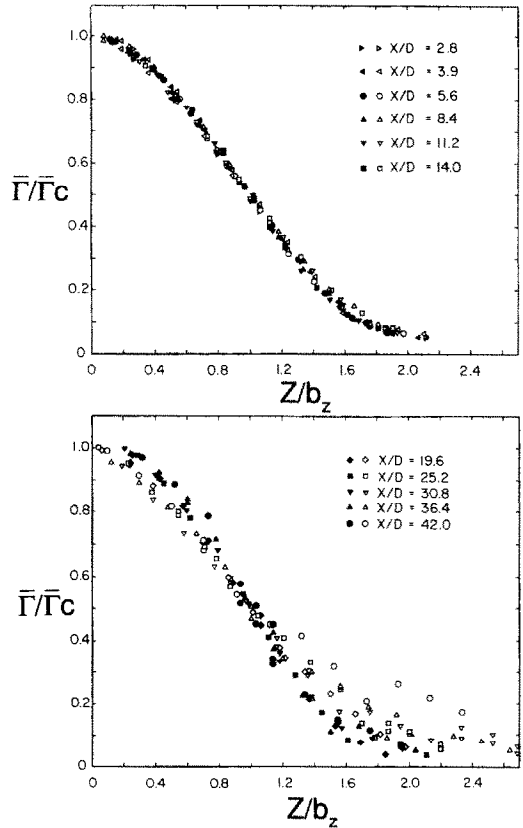 1.0
0.8
0.6
0.4
0.2
0
Γ̄/Γ̄c
X/D = 2.8
X/D = 3.9
X/D = 5.6
X/D = 8.4
X/D = 11.2
X/D = 14.0
0 0.4 0.8 1.2 1.6 2.0 2.4
Z/bz
1.0
0.8
0.6
0.4
0.2
0
Γ̄/Γ̄c
X/D = 19.6
X/D = 25.2
X/D = 30.8
X/D = 36.4
X/D = 42.0
0 0.4 0.8 1.2 1.6 2.0 2.4
Z/bz